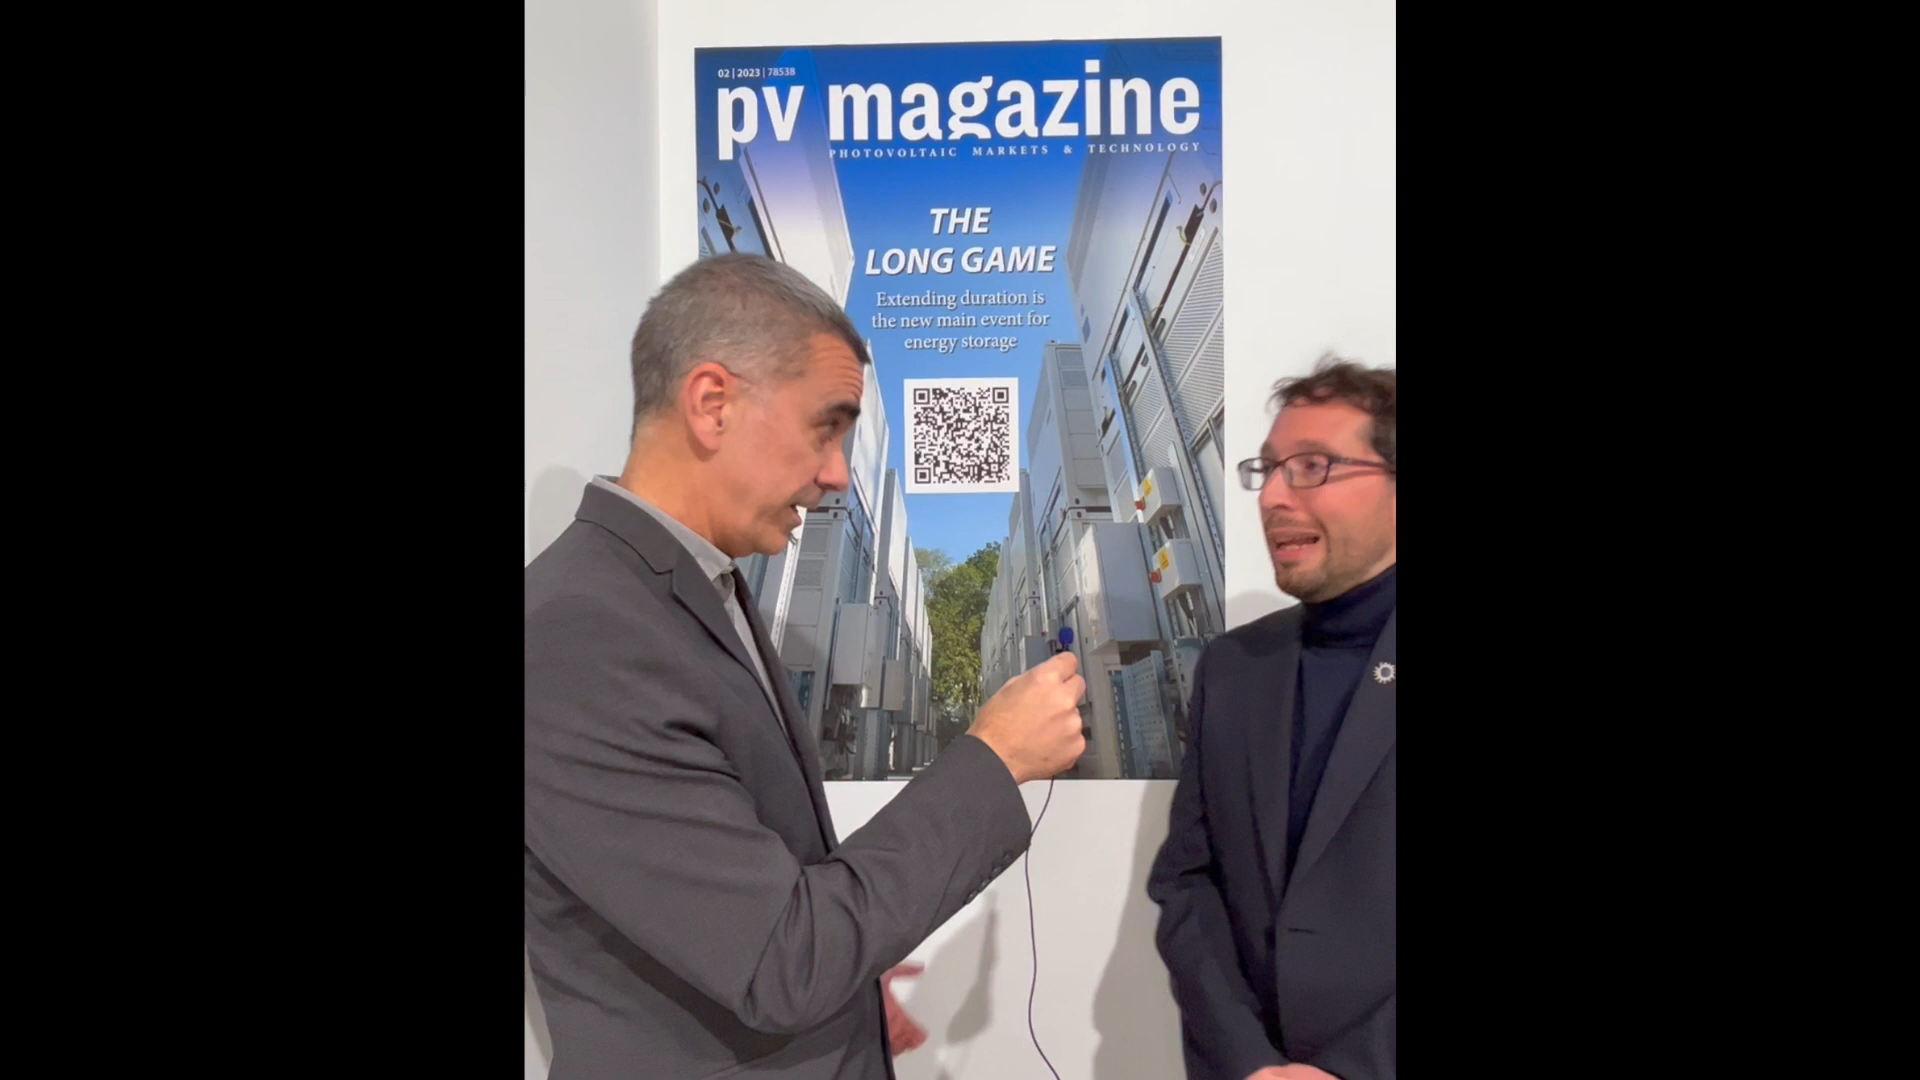 02 | 2023 | 78538
pv magazine
PHOTOVOLTAIC MARKETS & TECHNOLOGY
THE
LONG GAME
Extending duration is
the new main event for
energy storage